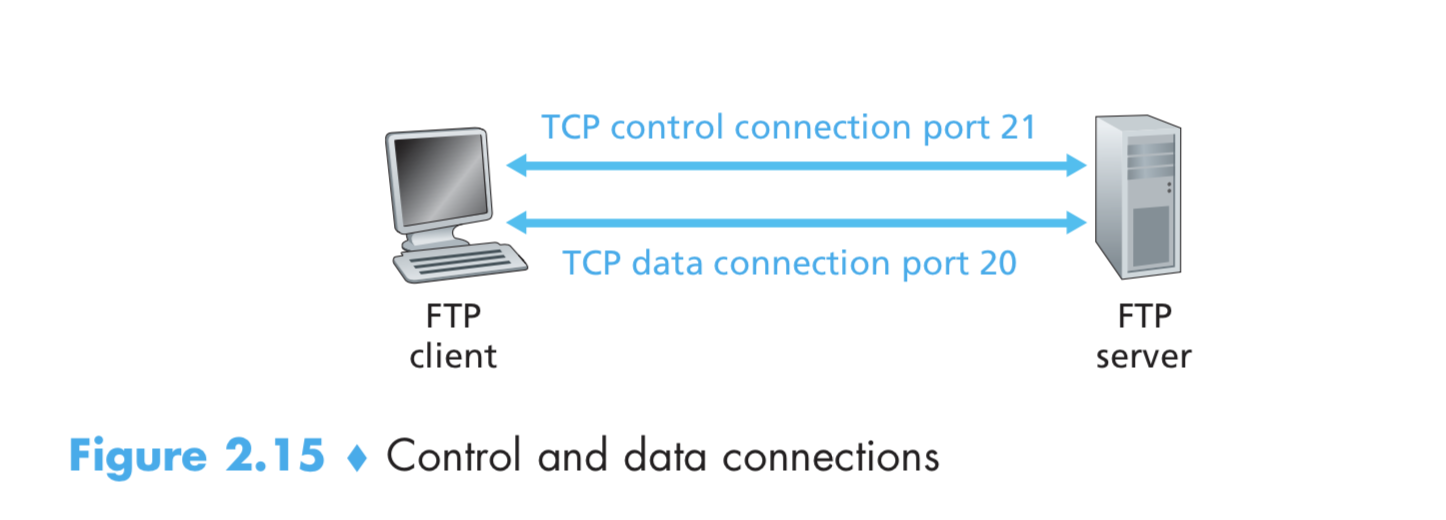 TCP control connection port 21
TCP data connection port 20
FTP
client
FTP
server
Figure 2.15 ♦ Control and data connections